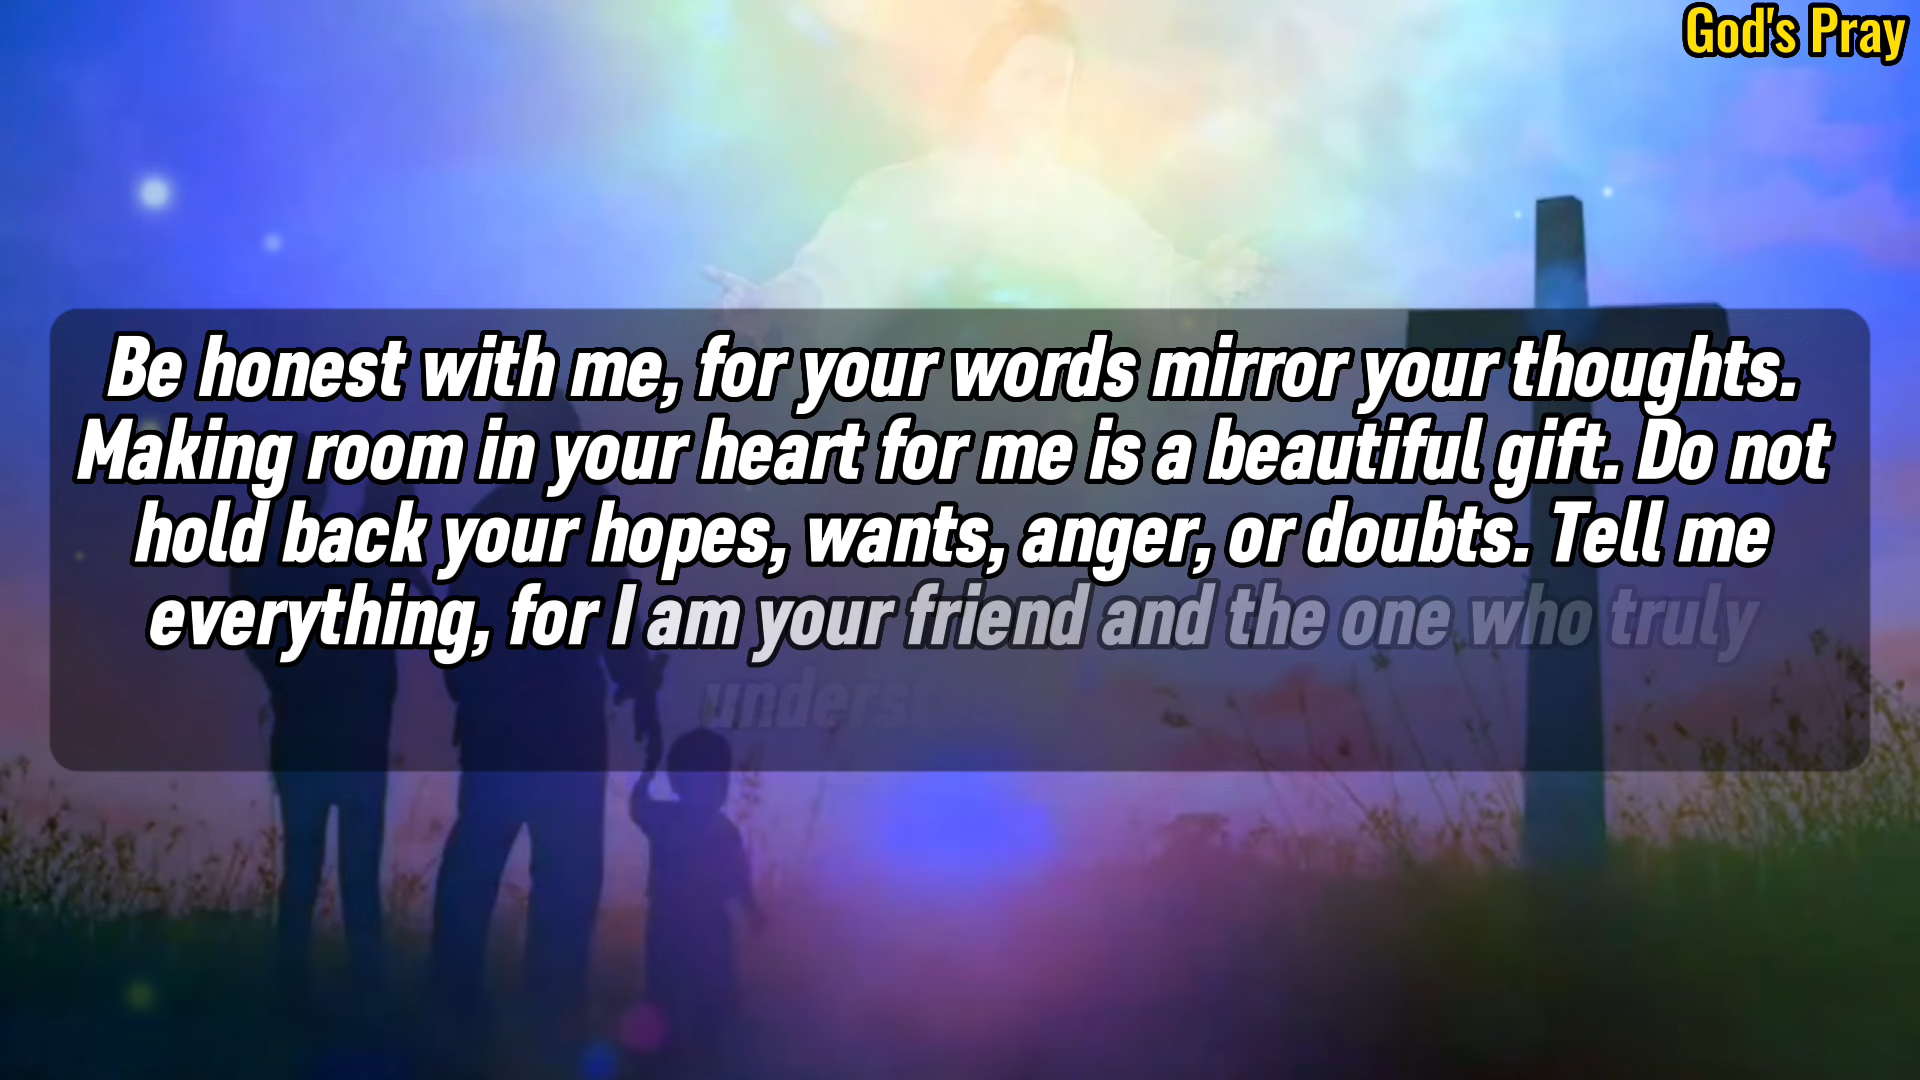 God's Pray
Be honest with me, for your words mirror your thoughts.
Making room in your heart for me is a beautiful gift. Do not
hold back your hopes, wants, anger, or doubts. Tell me
everything, for I am your friend and the one who truly